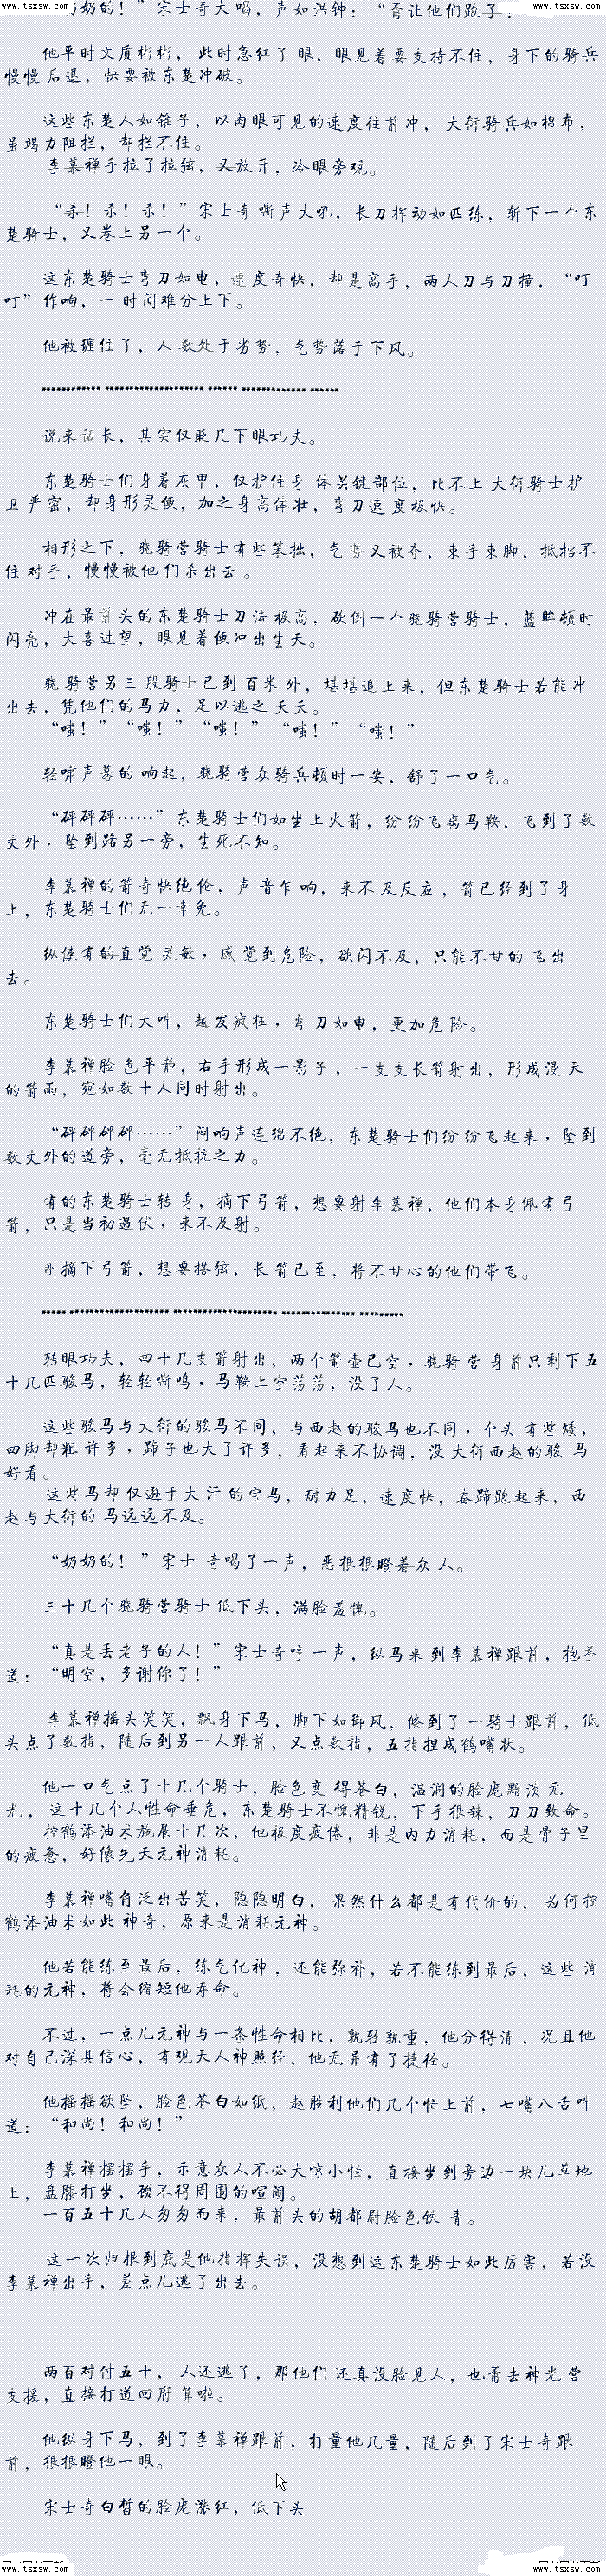 www.tsxsw.com www.tsxsw.com
奶奶的！”宋士奇大喝，声如洪钟：“甭让他们跑了！
他平时文质彬彬，此时急红了眼，眼见着要支持不住，身下的骑兵
慢慢后退，快要被东楚冲破。
这些东楚人如锥子，以肉眼可见的速度往前冲，大衍骑兵如棉布，
虽竭力阻拦，却拦不住。
李慕禅手拉了拉弦，又放开，冷眼旁观。
“杀！杀！杀！”宋士奇嘶声大吼，长刀挥动如匹练，斩下一个东
楚骑士，又卷上另一个。
这东楚骑士弯刀如电，速度奇快，却是高手，两人刀与刀撞，“叮
叮”作响，一时间难分上下。
他被缠住了，人数处于劣势，气势落于下风。
************ ******************** ****** ************* ******
说来话长，其实仅眨几下眼功夫。
东楚骑士们身着灰甲，仅护住身体关键部位，比不上大衍骑士护
卫严密，却身形灵便，加之身高体壮，弯刀速度极快。
相形之下，骁骑营骑士有些笨拙，气势又被夺，束手束脚，抵挡不
住对手，慢慢被他们杀出去。
冲在最前头的东楚骑士刀法极高，砍倒一个骁骑营骑士，蓝眸顿时
闪亮，大喜过望，眼见着便冲出生天。
骁骑营另三股骑士已到百米外，堪堪追上来，但东楚骑士若能冲
出去，凭他们的马力，足以逃之夭夭。
“嗤！”“嗤！”“嗤！”“嗤！”“嗤！”
轻啸声蓦的响起，骁骑营众骑兵顿时一安，舒了一口气。
“砰砰砰……”东楚骑士们如坐上火箭，纷纷飞离马鞍，飞到了数
丈外，坠到路另一旁，生死不知。
李慕禅的箭奇快绝伦，声音乍响，来不及反应，箭已经到了身
上，东楚骑士们无一幸免。
纵使有的直觉灵敏，感觉到危险，欲闪不及，只能不甘的飞出
去。
东楚骑士们大叫，越发疯狂，弯刀如电，更加危险。
李慕禅脸色平静，右手形成一影子，一支支长箭射出，形成漫天
的箭雨，宛如数十人同时射出。
“砰砰砰砰……”闷响声连绵不绝，东楚骑士们纷纷飞起来，坠到
数丈外的道旁，毫无抵抗之力。
有的东楚骑士转身，摘下弓箭，想要射李慕禅，他们本身佩有弓
箭，只是当初遇伏，来不及射。
刚摘下弓箭，想要搭弦，长箭已至，将不甘心的他们带飞。
***** ******************** ********************* *************** *********
转眼功夫，四十几支箭射出，两个箭壶已空，骁骑营身前只剩下五
十几匹骏马，轻轻嘶鸣，马鞍上空荡荡，没了人。
这些骏马与大衍的骏马不同，与西赵的骏马也不同，个头有些矮，
四脚却粗许多，蹄子也大了许多，看起来不协调，没大衍西赵的骏马
好看。
这些马却仅逊于大汗的宝马，耐力足，速度快，奋蹄跑起来，西
赵与大衍的马远远不及。
“奶奶的！”宋士奇喝了一声，恶狠狠瞪着众人。
三十几个骁骑营骑士低下头，满脸羞愧。
“真是丢老子的人！”宋士奇哼一声，纵马来到李慕禅跟前，抱拳
道：“明空，多谢你了！”
李慕禅摇头笑笑，飘身下马，脚下如御风，倏到了一骑士跟前，低
头点了数指，随后到另一人跟前，又点数指，五指捏成鹤嘴状。
他一口气点了十几个骑士，脸色变得苍白，温润的脸庞黯淡无
光，这十几个人性命垂危，东楚骑士不愧精锐，下手狠辣，刀刀致命。
控鹤添油术施展十几次，他极度疲倦，非是内力消耗，而是骨子里
的疲惫，好像先天元神消耗。
李慕禅嘴角泛出苦笑，隐隐明白，果然什么都是有代价的，为何控
鹤添油术如此神奇，原来是消耗元神。
他若能练至最后，练气化神，还能弥补，若不能练到最后，这些消
耗的元神，将会缩短他寿命。
不过，一点儿元神与一条性命相比，孰轻孰重，他分得清，况且他
对自己深具信心，有观天人神照经，他无异有了捷径。
他摇摇欲坠，脸色苍白如纸，赵胜利他们几个忙上前，七嘴八舌叫
道：“和尚！和尚！”
李慕禅摆摆手，示意众人不必大惊小怪，直接坐到旁边一块儿草地
上，盘膝打坐，顾不得周围的喧闹。
一百五十几人匆匆而来，最前头的胡都尉脸色铁青。
这一次归根到底是他指挥失误，没想到这东楚骑士如此厉害，若没
李慕禅出手，差点儿逃了出去。
两百对付五十，人还逃了，那他们还真没脸见人，也甭去神光营
支援，直接打道回府算啦。
他纵身下马，到了李慕禅跟前，打量他几量，随后到了宋士奇跟
前，狠狠瞪他一眼。
宋士奇白皙的脸庞涨红，低下头
www.tsxsw.com www.tsxsw.com